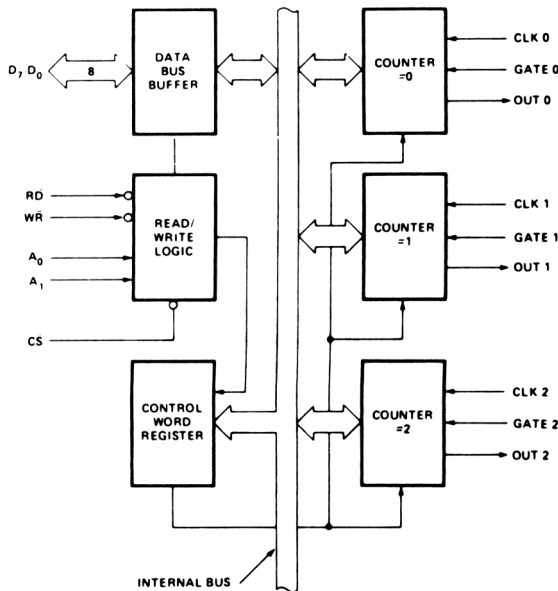 DATA
BUS
BUFFER
D7, D0
8
COUNTER
=0
CLK 0
GATE 0
OUT 0
RD
WR
A0
A1
CS
READ/
WRITE
LOGIC
COUNTER
=1
CLK 1
GATE 1
OUT 1
CONTROL
WORD
REGISTER
COUNTER
=2
CLK 2
GATE 2
OUT 2
INTERNAL BUS